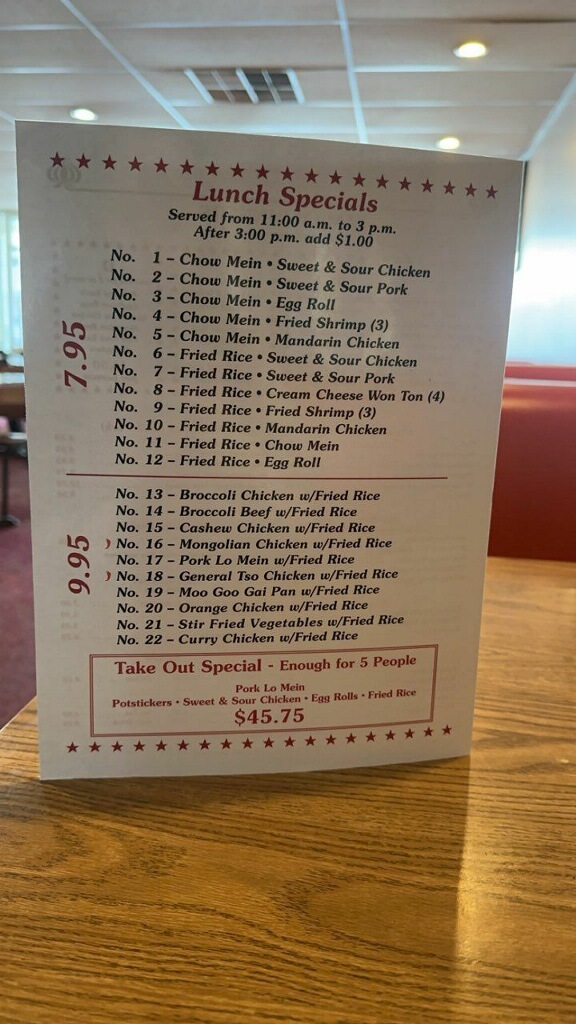 Lunch Specials
Served from 11:00 a.m. to 3 p.m.
After 3:00 p.m. add $1.00
7.95
No. 1 – Chow Mein • Sweet & Sour Chicken
No. 2 – Chow Mein • Sweet & Sour Pork
No. 3 – Chow Mein • Egg Roll
No. 4 – Chow Mein • Fried Shrimp (3)
No. 5 – Chow Mein • Mandarin Chicken
No. 6 – Fried Rice • Sweet & Sour Chicken
No. 7 – Fried Rice • Sweet & Sour Pork
No. 8 – Fried Rice • Cream Cheese Won Ton (4)
No. 9 – Fried Rice • Fried Shrimp (3)
No. 10 – Fried Rice • Mandarin Chicken
No. 11 – Fried Rice • Chow Mein
No. 12 – Fried Rice • Egg Roll
9.95
No. 13 – Broccoli Chicken w/Fried Rice
No. 14 – Broccoli Beef w/Fried Rice
No. 15 – Cashew Chicken w/Fried Rice
No. 16 – Mongolian Chicken w/Fried Rice
No. 17 – Pork Lo Mein w/Fried Rice
No. 18 – General Tso Chicken w/Fried Rice
No. 19 – Moo Goo Gai Pan w/Fried Rice
No. 20 – Orange Chicken w/Fried Rice
No. 21 – Stir Fried Vegetables w/Fried Rice
No. 22 – Curry Chicken w/Fried Rice
Take Out Special - Enough for 5 People
Pork Lo Mein
Potstickers • Sweet & Sour Chicken • Egg Rolls • Fried Rice
$45.75